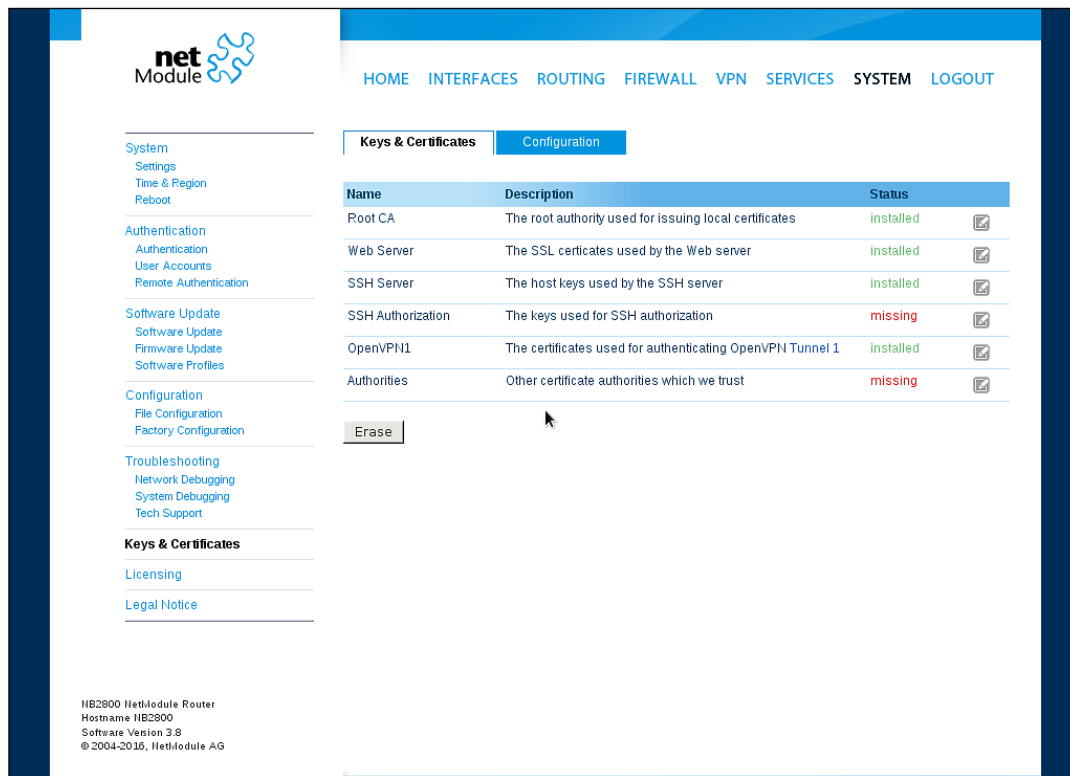 net
Module
HOME INTERFACES ROUTING FIREWALL VPN SERVICES SYSTEM LOGOUT
System
Settings
Time & Region
Reboot
Authentication
Authentication
User Accounts
Remote Authentication
Software Update
Software Update
Firmware Update
Software Profiles
Configuration
File Configuration
Factory Configuration
Troubleshooting
Network Debugging
System Debugging
Tech Support
Keys & Certificates
Licensing
Legal Notice
Keys & Certificates Configuration
Name Description Status
Root CA The root authority used for issuing local certificates installed
Web Server The SSL certicates used by the Web server installed
SSH Server The host keys used by the SSH server installed
SSH Authorization The keys used for SSH authorization missing
OpenVPN1 The certificates used for authenticating OpenVPN Tunnel 1 installed
Authorities Other certificate authorities which we trust missing
Erase
NB2800 NetModule Router
Hostname NB2800
Software Version 3.8
© 2004-2016, NetModule AG